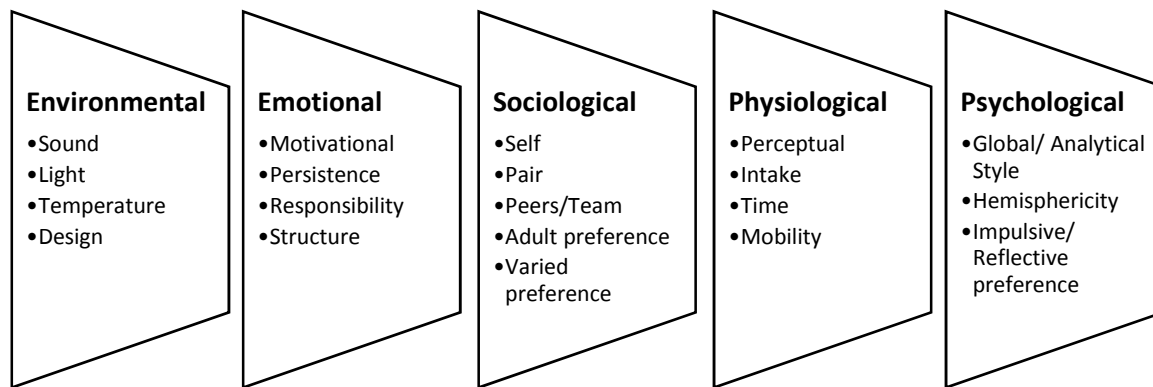 Environmental
•Sound
•Light
•Temperature
•Design
Emotional
•Motivational
•Persistence
•Responsibility
•Structure
Sociological
•Self
•Pair
•Peers/Team
•Adult preference
•Varied
preference
Physiological
•Perceptual
•Intake
•Time
•Mobility
Psychological
•Global/ Analytical
Style
•Hemisphericity
•Impulsive/
Reflective
preference